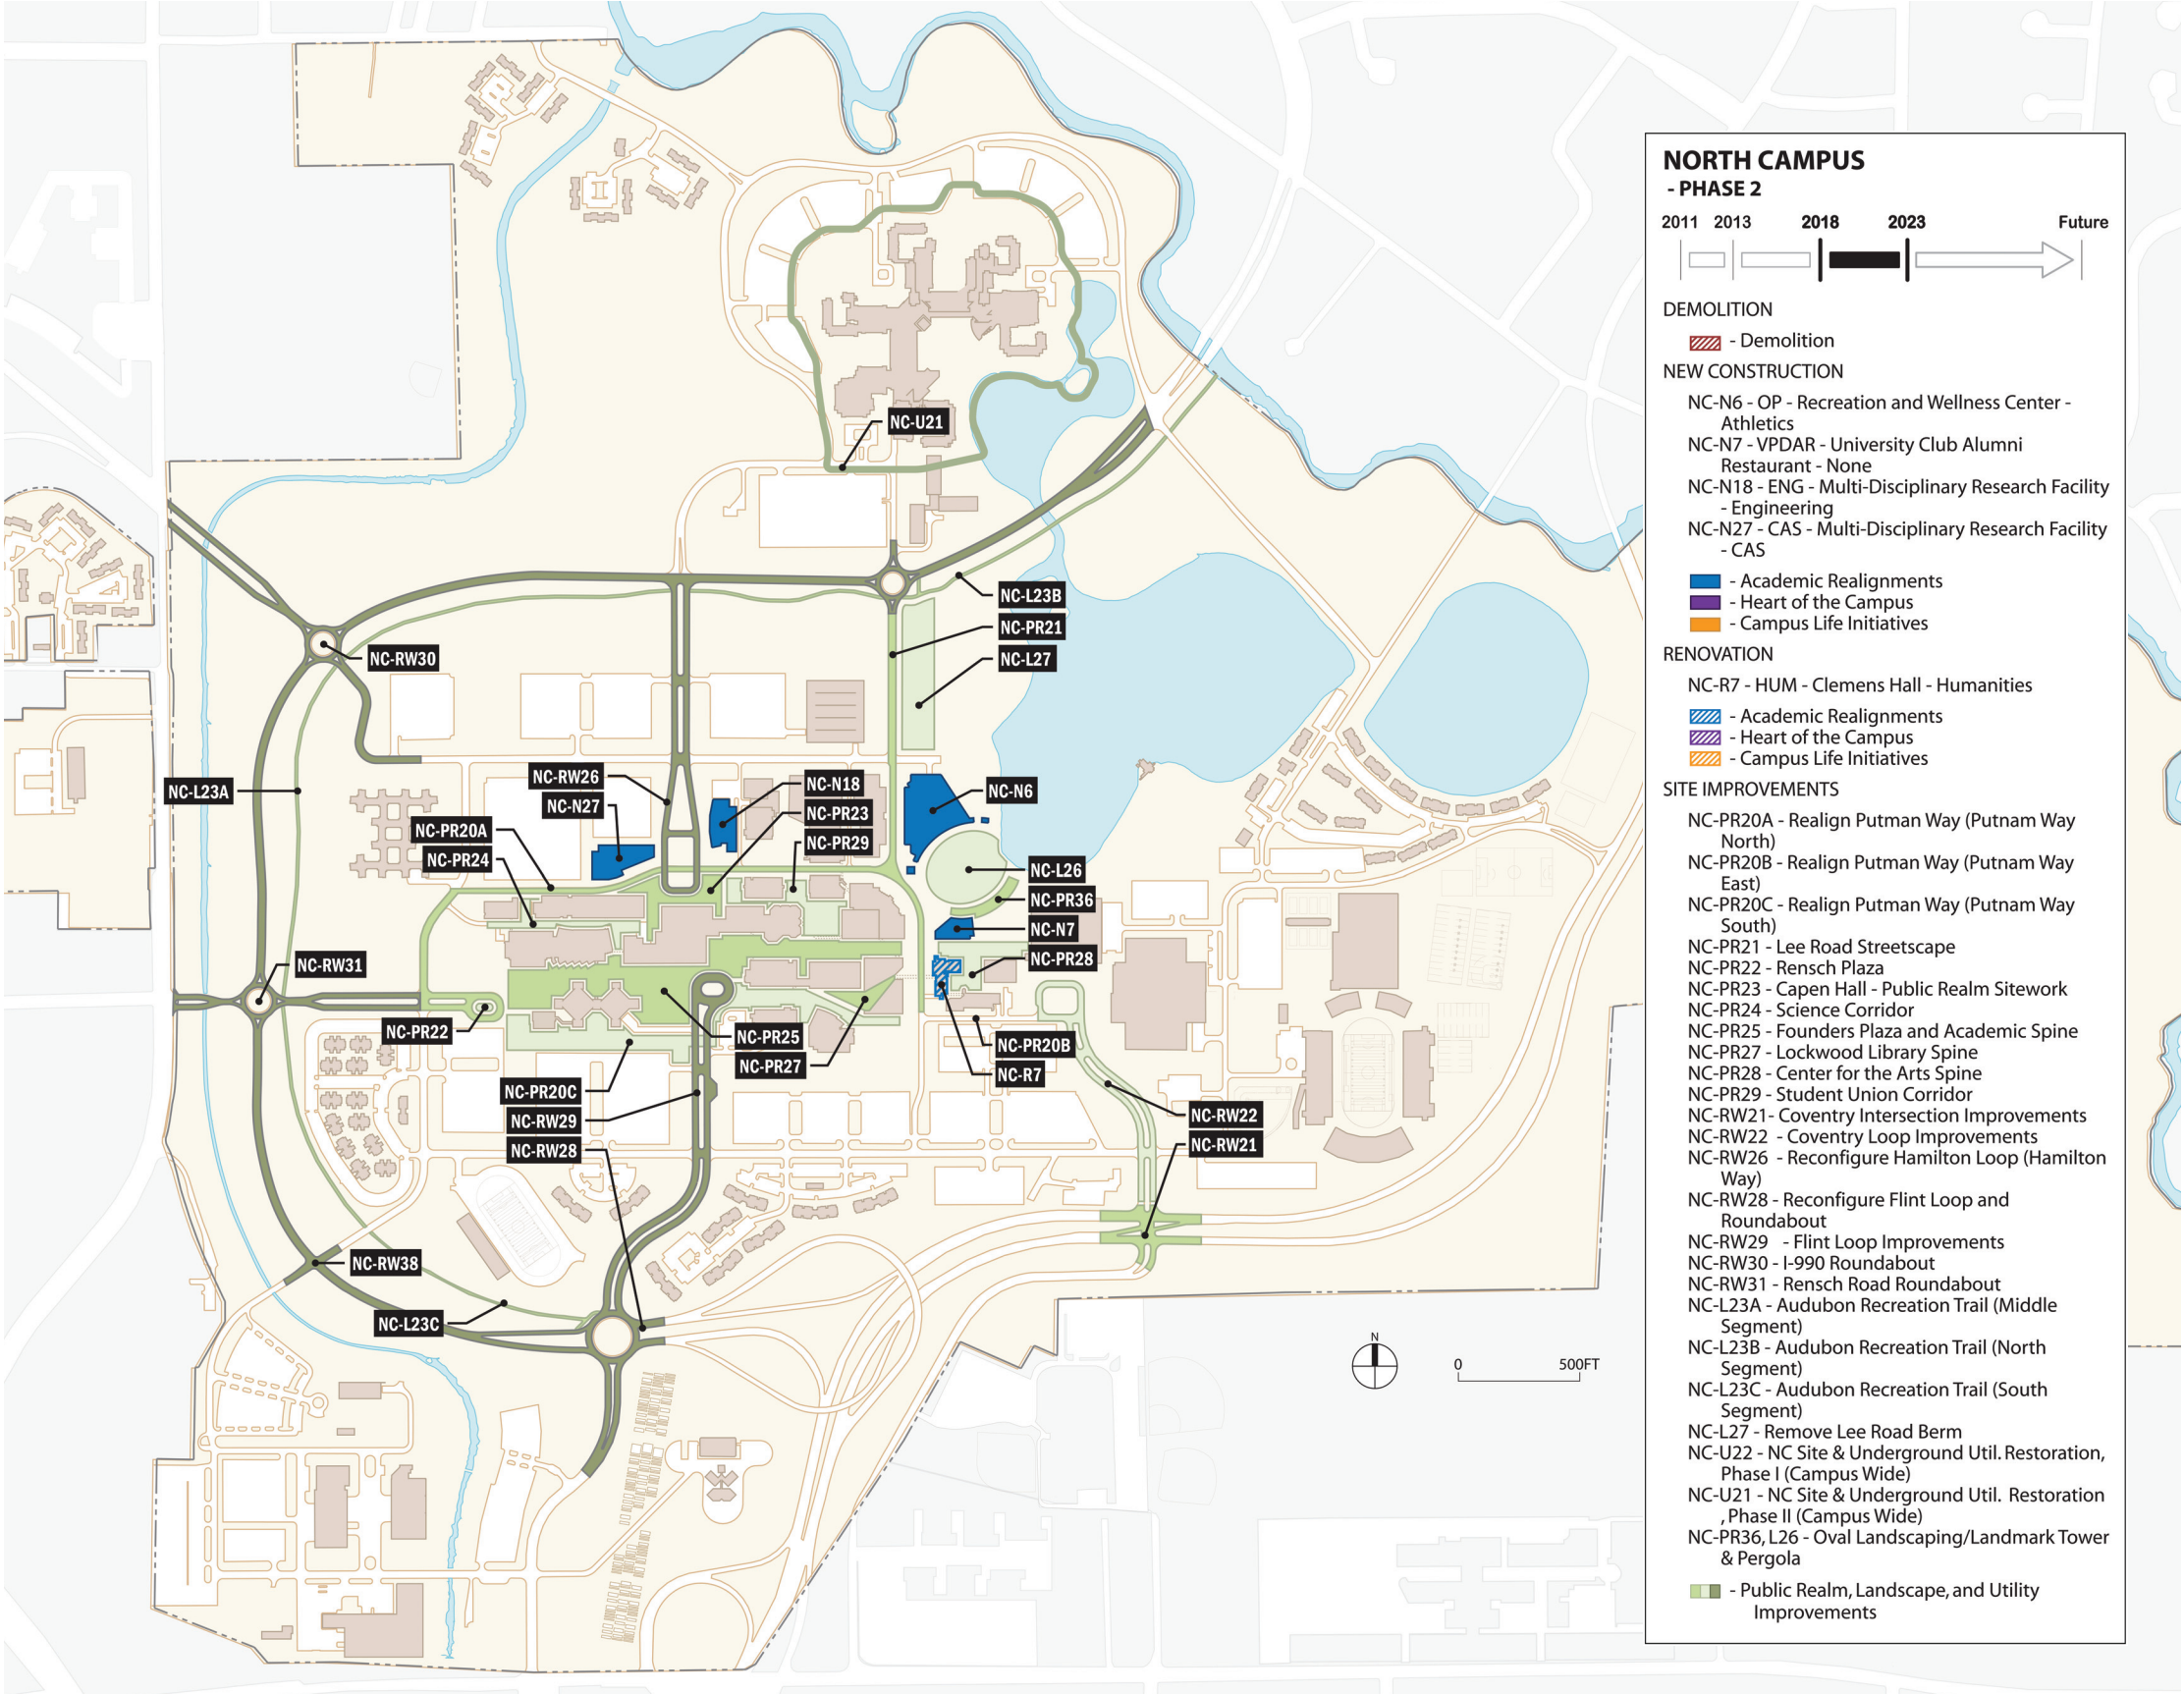 NC-U21
NC-L23B
NC-PR21
NC-L27
NC-RW30
NC-L23A
NC-RW26
NC-N27
NC-N18
NC-PR23
NC-PR29
NC-N6
NC-PR20A
NC-PR24
NC-L26
NC-PR36
NC-N7
NC-PR28
NC-RW31
NC-PR22
NC-PR25
NC-PR27
NC-PR20B
NC-R7
NC-PR20C
NC-RW29
NC-RW28
NC-RW22
NC-RW21
NC-RW38
NC-L23C
N
0 500FT
NORTH CAMPUS
- PHASE 2
2011 2013 2018 2023 Future
DEMOLITION
- Demolition
NEW CONSTRUCTION
NC-N6 - OP - Recreation and Wellness Center -
Athletics
NC-N7 - VPDAR - University Club Alumni
Restaurant - None
NC-N18 - ENG - Multi-Disciplinary Research Facility
- Engineering
NC-N27 - CAS - Multi-Disciplinary Research Facility
- CAS
- Academic Realignments
- Heart of the Campus
- Campus Life Initiatives
RENOVATION
NC-R7 - HUM - Clemens Hall - Humanities
- Academic Realignments
- Heart of the Campus
- Campus Life Initiatives
SITE IMPROVEMENTS
NC-PR20A - Realign Putman Way (Putnam Way
North)
NC-PR20B - Realign Putman Way (Putnam Way
East)
NC-PR20C - Realign Putman Way (Putnam Way
South)
NC-PR21 - Lee Road Streetscape
NC-PR22 - Rensch Plaza
NC-PR23 - Capen Hall - Public Realm Sitework
NC-PR24 - Science Corridor
NC-PR25 - Founders Plaza and Academic Spine
NC-PR27 - Lockwood Library Spine
NC-PR28 - Center for the Arts Spine
NC-PR29 - Student Union Corridor
NC-RW21- Coventry Intersection Improvements
NC-RW22 - Coventry Loop Improvements
NC-RW26 - Reconfigure Hamilton Loop (Hamilton
Way)
NC-RW28 - Reconfigure Flint Loop and
Roundabout
NC-RW29 - Flint Loop Improvements
NC-RW30 - I-990 Roundabout
NC-RW31 - Rensch Road Roundabout
NC-L23A - Audubon Recreation Trail (Middle
Segment)
NC-L23B - Audubon Recreation Trail (North
Segment)
NC-L23C - Audubon Recreation Trail (South
Segment)
NC-L27 - Remove Lee Road Berm
NC-U22 - NC Site & Underground Util. Restoration,
Phase I (Campus Wide)
NC-U21 - NC Site & Underground Util. Restoration
, Phase II (Campus Wide)
NC-PR36, L26 - Oval Landscaping/Landmark Tower
& Pergola
- Public Realm, Landscape, and Utility
Improvements